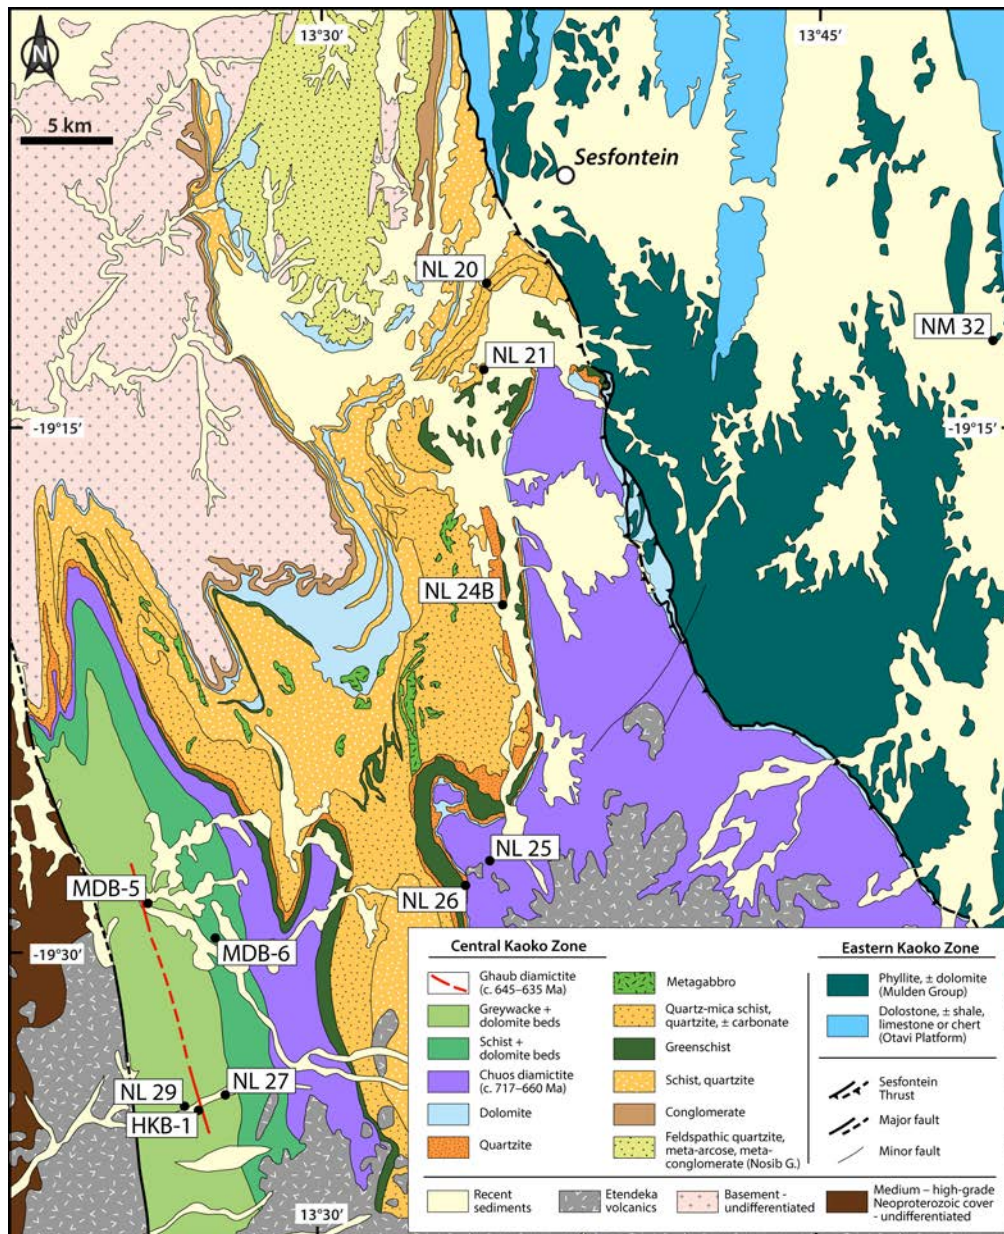 13°30'
13°45'
N
5 km
Sesfontein
NL 20
NM 32
NL 21
-19°15'
-19°15'
NL 24B
NL 25
MDB-5
NL 26
MDB-6
-19°30'
NL 29
NL 27
HKB-1
13°30'
Central Kaoko Zone
Ghaub diamictite
(c. 645–635 Ma)
Greywacke +
dolomite beds
Schist +
dolomite beds
Chuos diamictite
(c. 717–660 Ma)
Dolomite
Quartzite
Metagabbro
Quartz-mica schist,
quartzite, ± carbonate
Greenschist
Schist, quartzite
Conglomerate
Feldspathic quartzite,
meta-arcose, meta-
conglomerate (Nosib G.)
Eastern Kaoko Zone
Phyllite, ± dolomite
(Mulden Group)
Dolostone, ± shale,
limestone or chert
(Otavi Platform)
Sesfontein
Thrust
Major fault
Minor fault
Recent
sediments
Etendeka
volcanics
Basement -
undifferentiated
Medium – high-grade
Neoproterozoic cover
- undifferentiated